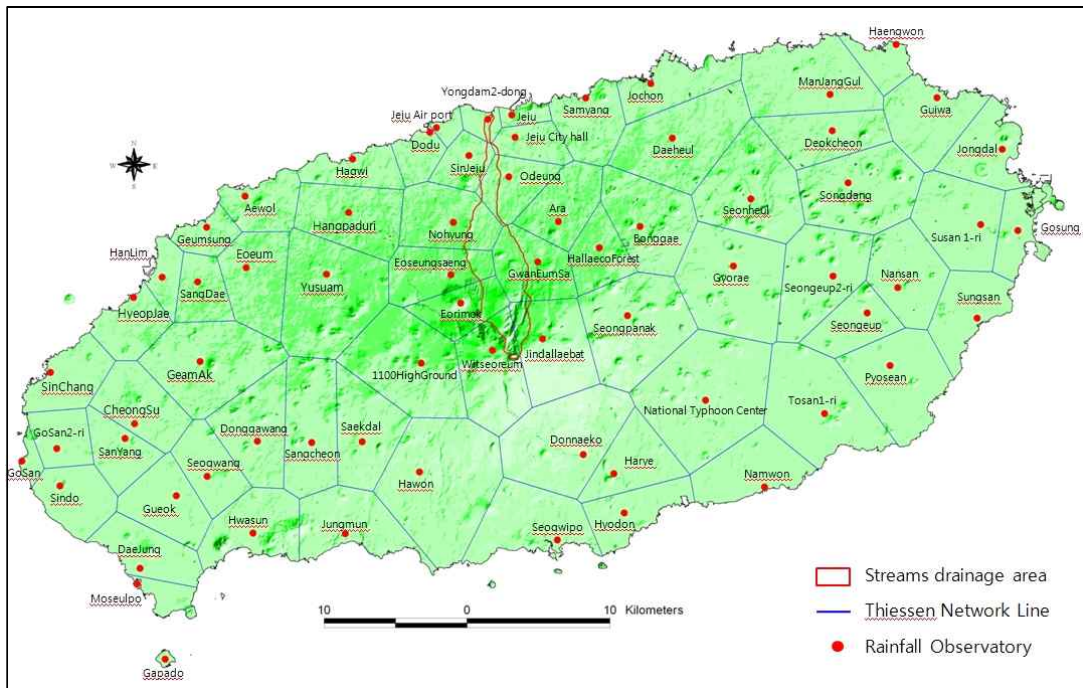 Haengwon
ManJangGul
Jochon
Guiwa
Yongdam2-dong
Samyang
Jeju
Jeju Air port
Jeju City hall
Deokcheon
Dodu
Daeheul
Jongdal
N
W E
S
SinJeju
Hagwi
Odeung
Songdang
Aewol
Seonheul
Ara
Hangpaduri
Nohyung
Susan 1-ri
Gosung
Geumsung
Bonggae
HanLim
Eoeum
HallaecoForest
Eoseungsaeng
GwanEumSa
Gyorae
Nansan
SangDae
Yusuam
Seongeup2-ri
HyeopJae
Eorimok
Sungsan
Seongpanak
Seongeup
Jindallaebat
Witseoreum
GeamAk
1100HighGround
Pyosean
SinChang
National Typhoon Center
Tosan1-ri
CheongSu
GoSan2-ri
Donggawang
Saekdal
SanYang
Sangcheon
Donnaeko
Harye
GoSan
Seogwang
Hawon
Sindo
Namwon
Gueok
Hwasun
Jungmun
Seogwipo
Hyodon
DaeJung
Moseulpo
10 0 10 Kilometers
Gapado
Streams drainage area
Thiessen Network Line
Rainfall Observatory